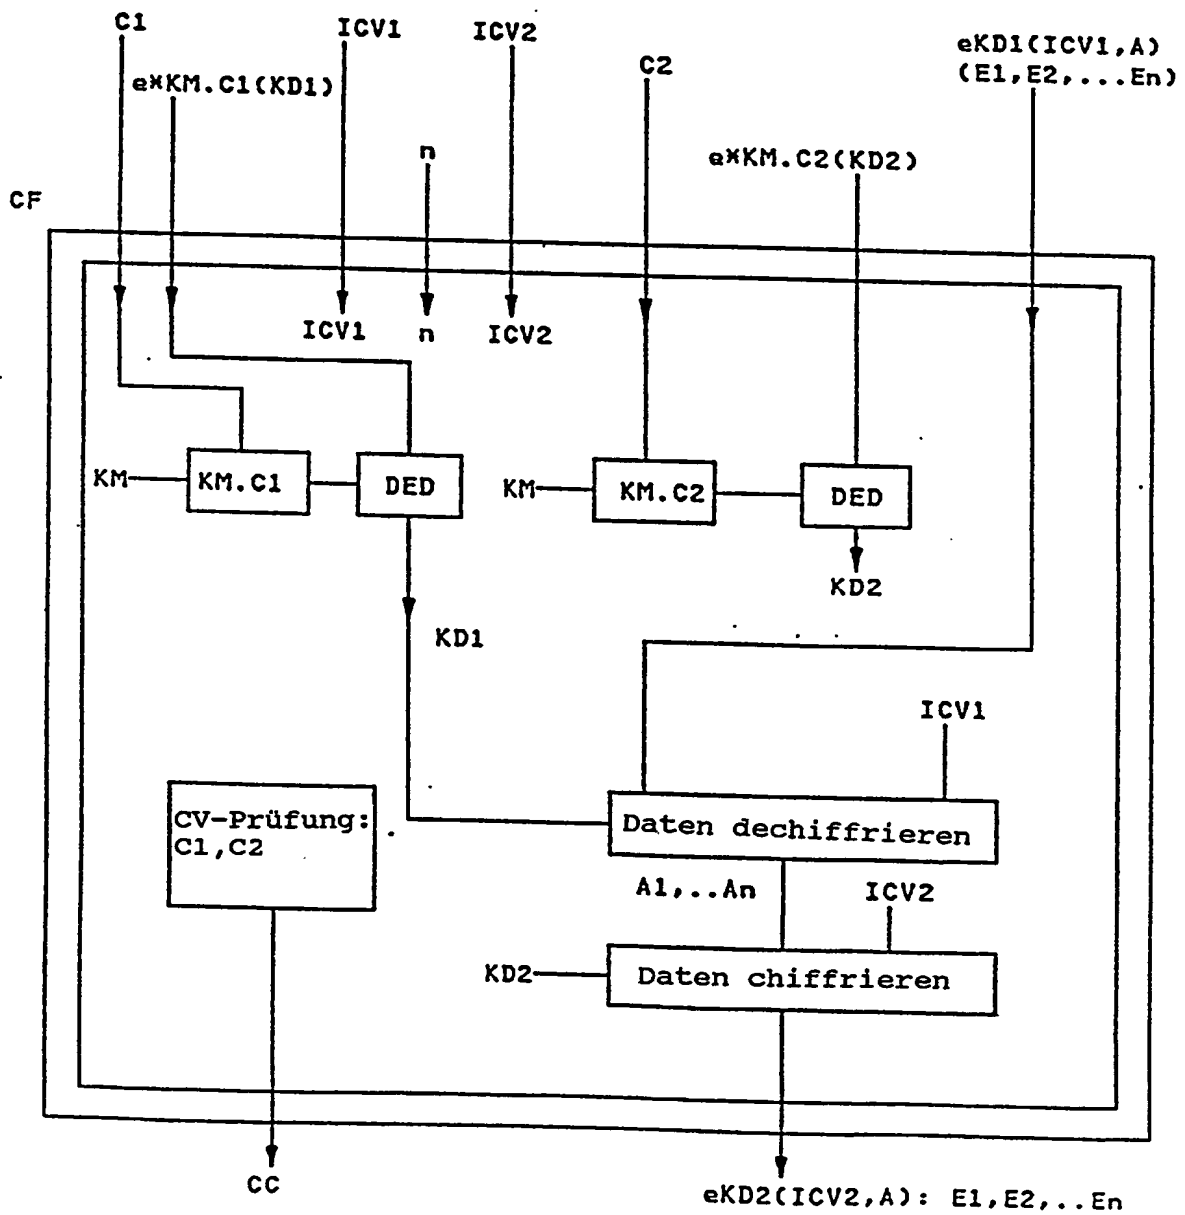 C1
ICV1
ICV2
eKD1(ICV1,A)
(E1,E2,...En)
C2
e*KM.C1(KD1)
n
e*KM.C2(KD2)
CF
ICV1
n
ICV2
KM
KM.C1
DED
KM
KM.C2
DED
KD2
KD1
ICV1
CV-Prüfung:
C1,C2
Daten dechiffrieren
A1,..An
ICV2
KD2
Daten chiffrieren
CC
eKD2(ICV2,A): E1,E2,..En